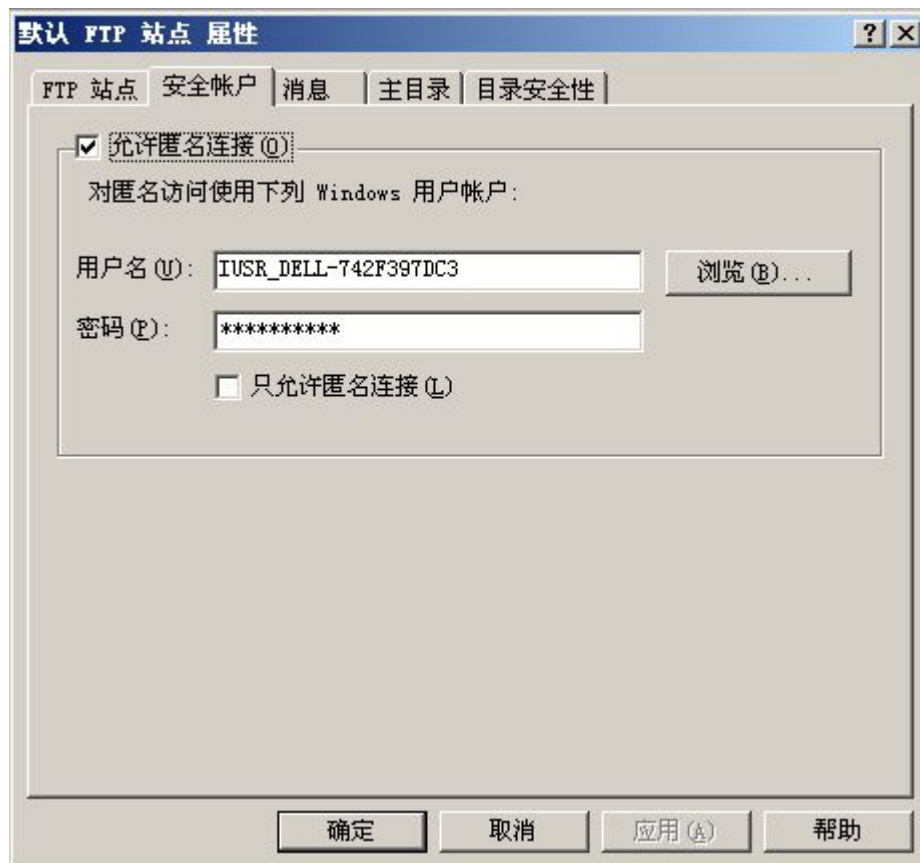 默认 FTP 站点 属性
FTP 站点 安全帐户 消息 主目录 目录安全性
允许匿名连接(O)
对匿名访问使用下列 Windows 用户帐户:
用户名(U): IUSR_DELL-742F397DC3 浏览(B)...
密码(P): **********
只允许匿名连接(L)
确定 取消 应用(A) 帮助